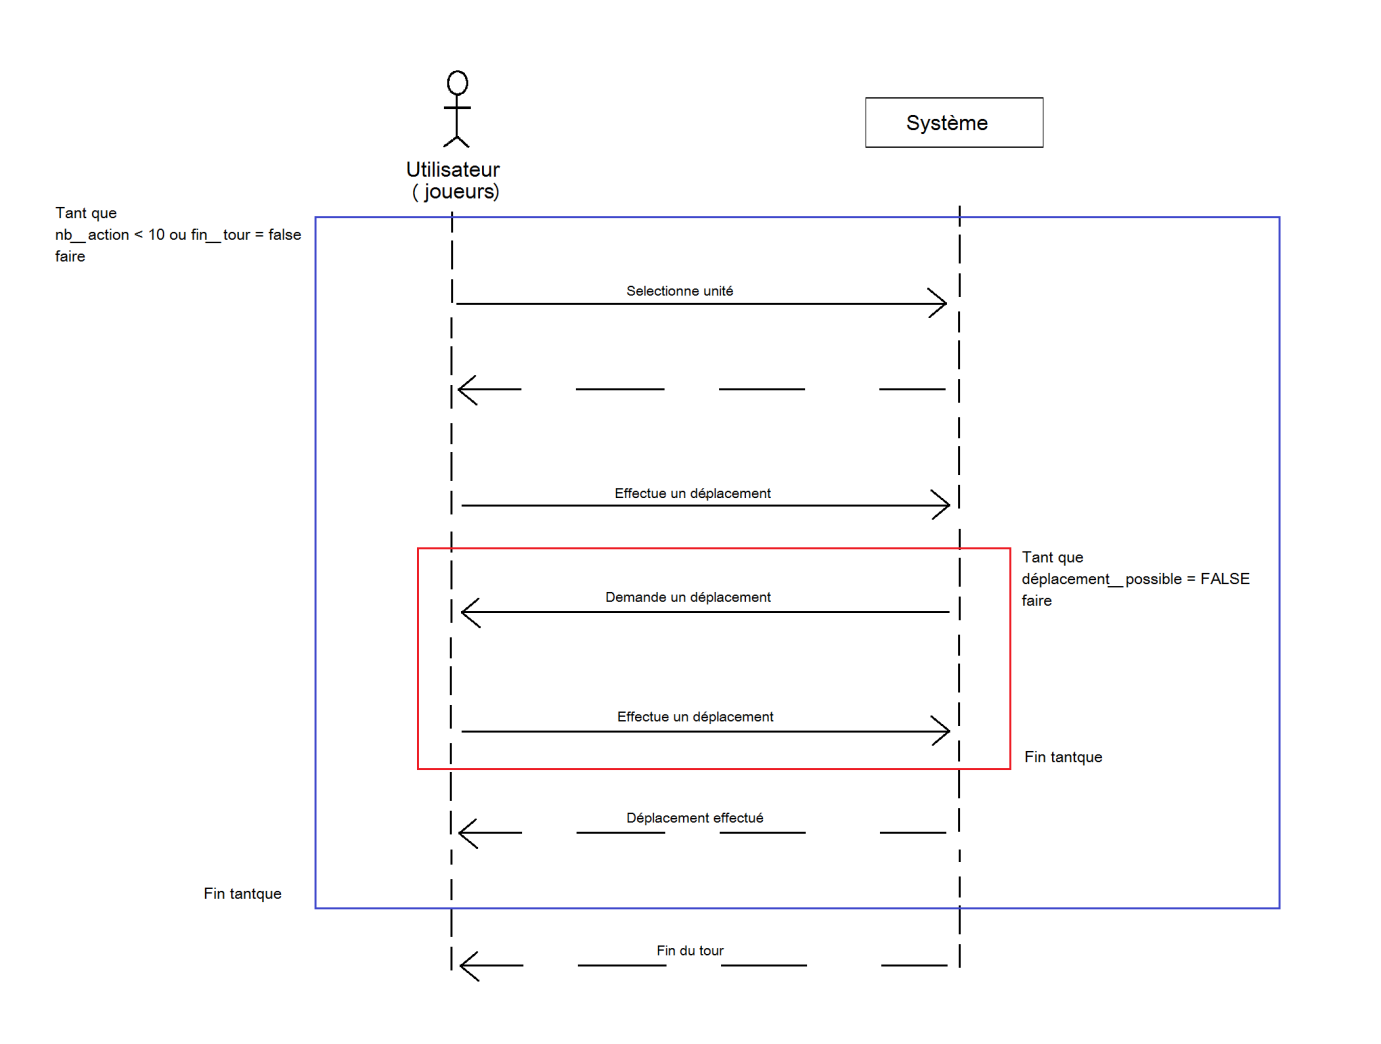 Système
Utilisateur
( joueurs)
Tant que
nb__action < 10 ou fin__tour = false
faire
Selectionne unité
Effectue un déplacement
Tant que
déplacement__possible = FALSE
faire
Demande un déplacement
Effectue un déplacement
Fin tantque
Déplacement effectué
Fin tantque
Fin du tour